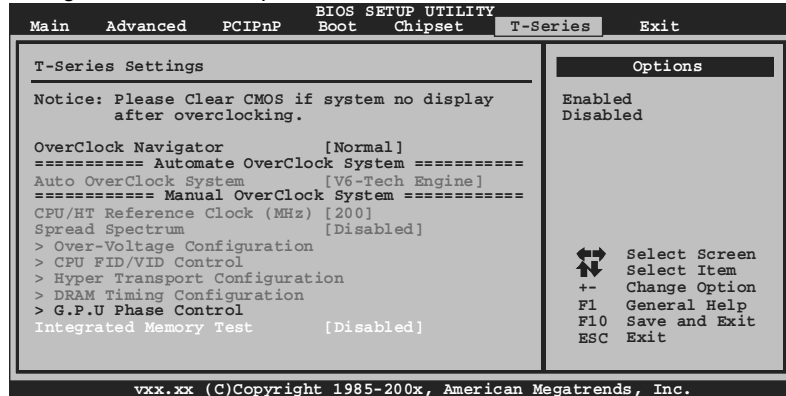 BIOS SETUP UTILITY
Main Advanced PCIPnP Boot Chipset T-Series Exit
T-Series Settings
Notice: Please Clear CMOS if system no display
after overclocking.
OverClock Navigator [Normal]
=========== Automate OverClock System ===========
Auto OverClock System [V6-Tech Engine]
============ Manual OverClock System ============
CPU/HT Reference Clock (MHz) [200]
Spread Spectrum [Disabled]
> Over-Voltage Configuration
> CPU FID/VID Control
> Hyper Transport Configuration
> DRAM Timing Configuration
> G.P.U Phase Control
Integrated Memory Test [Disabled]
Options
Enabled
Disabled
Select Screen
Select Item
+- Change Option
F1 General Help
F10 Save and Exit
ESC Exit
vxx.xx (C)Copyright 1985-200x, American Megatrends, Inc.